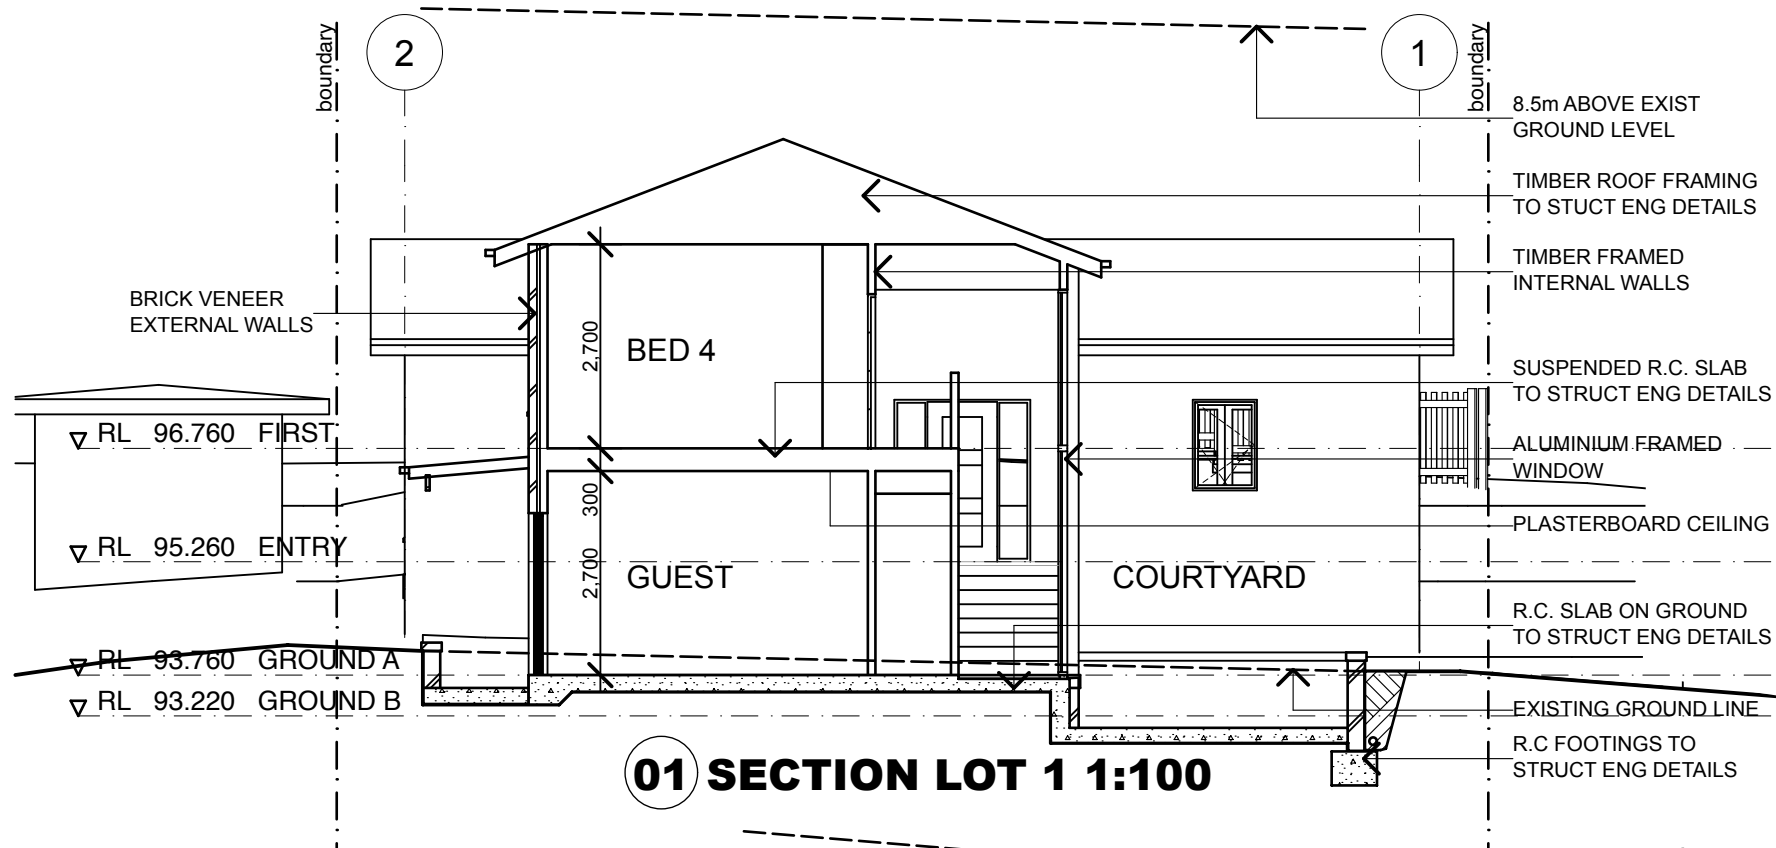 boundary
2
1
boundary
8.5m ABOVE EXIST
GROUND LEVEL
TIMBER ROOF FRAMING
TO STUCT ENG DETAILS
TIMBER FRAMED
INTERNAL WALLS
BRICK VENEER
EXTERNAL WALLS
2,700
BED 4
SUSPENDED R.C. SLAB
TO STRUCT ENG DETAILS
RL 96.760 FIRST
ALUMINIUM FRAMED
WINDOW
300
PLASTERBOARD CEILING
RL 95.260 ENTRY
2,700
GUEST
COURTYARD
R.C. SLAB ON GROUND
TO STRUCT ENG DETAILS
RL 93.760 GROUND A
RL 93.220 GROUND B
EXISTING GROUND LINE
R.C FOOTINGS TO
STRUCT ENG DETAILS
01 SECTION LOT 1 1:100